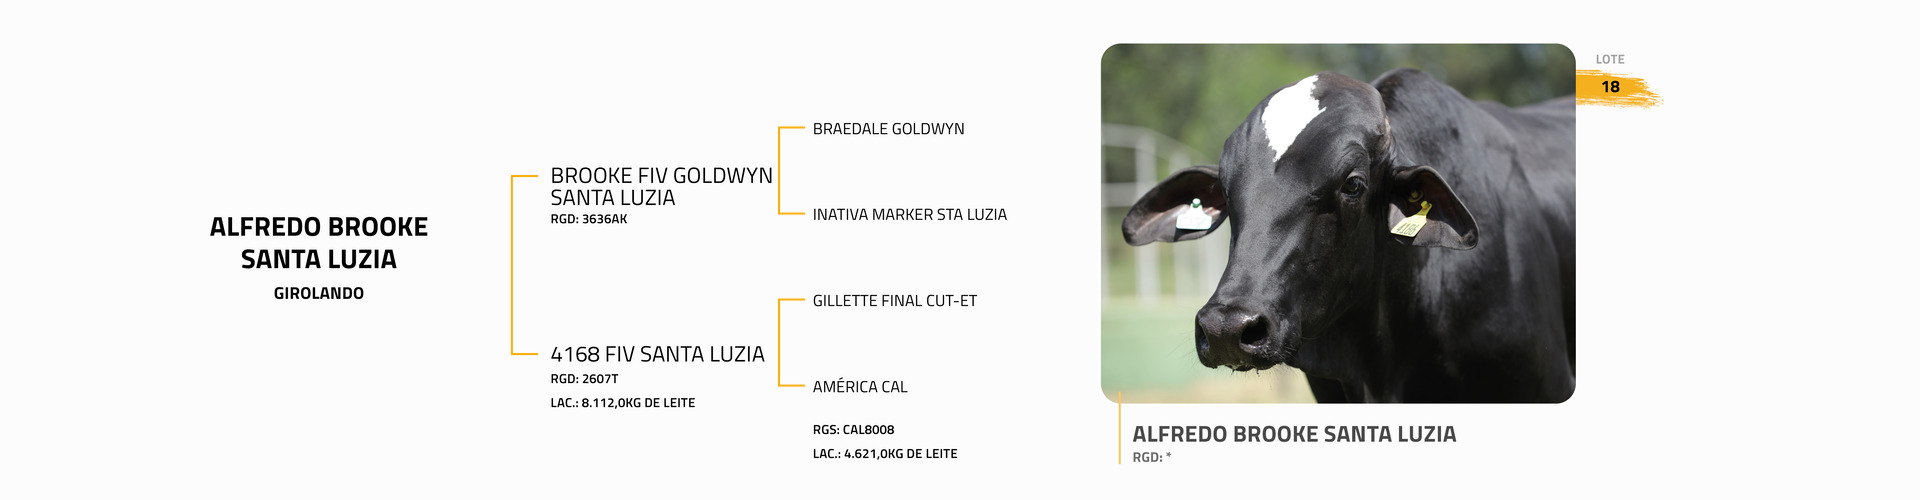 ALFREDO BROOKE
SANTA LUZIA
GIROLANDO
BROOKE FIV GOLDWYN
SANTA LUZIA
RGD: 3636AK
BRAEDALE GOLDWYN
INATIVA MARKER STA LUZIA
4168 FIV SANTA LUZIA
RGD: 2607T
LAC.: 8.112,0KG DE LEITE
GILLETTE FINAL CUT-ET
AMÉRICA CAL
RGS: CAL8008
LAC.: 4.621,0KG DE LEITE
LOTE
18
ALFREDO BROOKE SANTA LUZIA
RGD: *